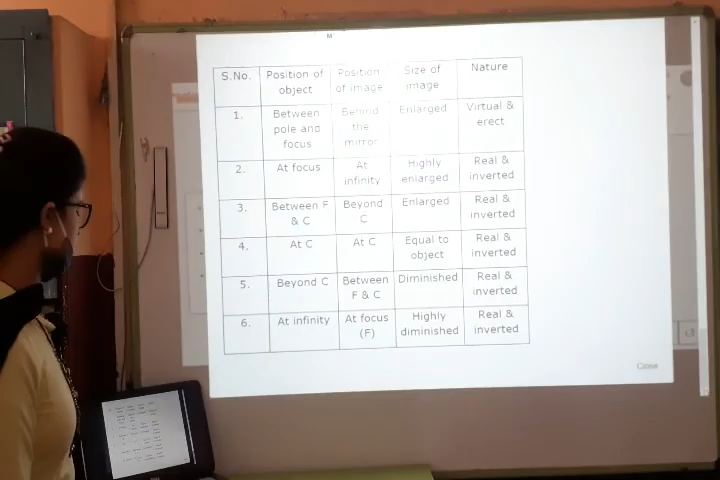 M
S.No. Position of object Position of image Size of image Nature
1. Between pole and focus Behind the mirror Enlarged Virtual & erect
2. At focus At infinity Highly enlarged Real & inverted
3. Between F & C Beyond C Enlarged Real & inverted
4. At C At C Equal to object Real & inverted
5. Beyond C Between F & C Diminished Real & inverted
6. At infinity At focus (F) Highly diminished Real & inverted
Close